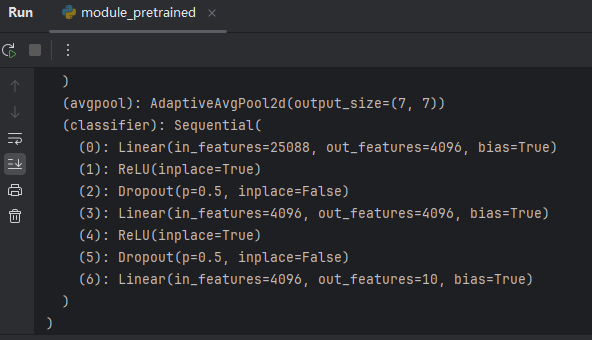 Run module_pretrained
)
(avgpool): AdaptiveAvgPool2d(output_size=(7, 7))
(classifier): Sequential(
(0): Linear(in_features=25088, out_features=4096, bias=True)
(1): ReLU(inplace=True)
(2): Dropout(p=0.5, inplace=False)
(3): Linear(in_features=4096, out_features=4096, bias=True)
(4): ReLU(inplace=True)
(5): Dropout(p=0.5, inplace=False)
(6): Linear(in_features=4096, out_features=10, bias=True)
)
)